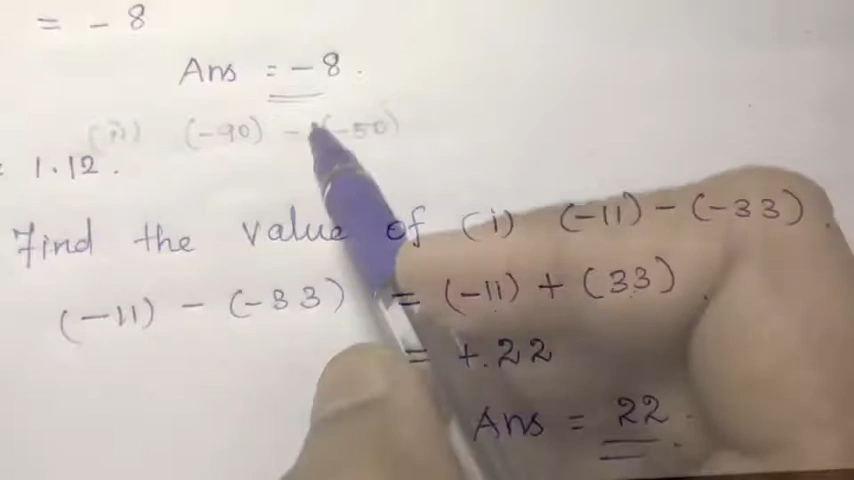 = - 8
Ans = - 8 .
(ii) (-90) - (-50)
1.12 .
Find the value of (i) (-11) - (-33) .
(-11) - (-33) = (-11) + (33) .
= +.22
Ans = 22 .